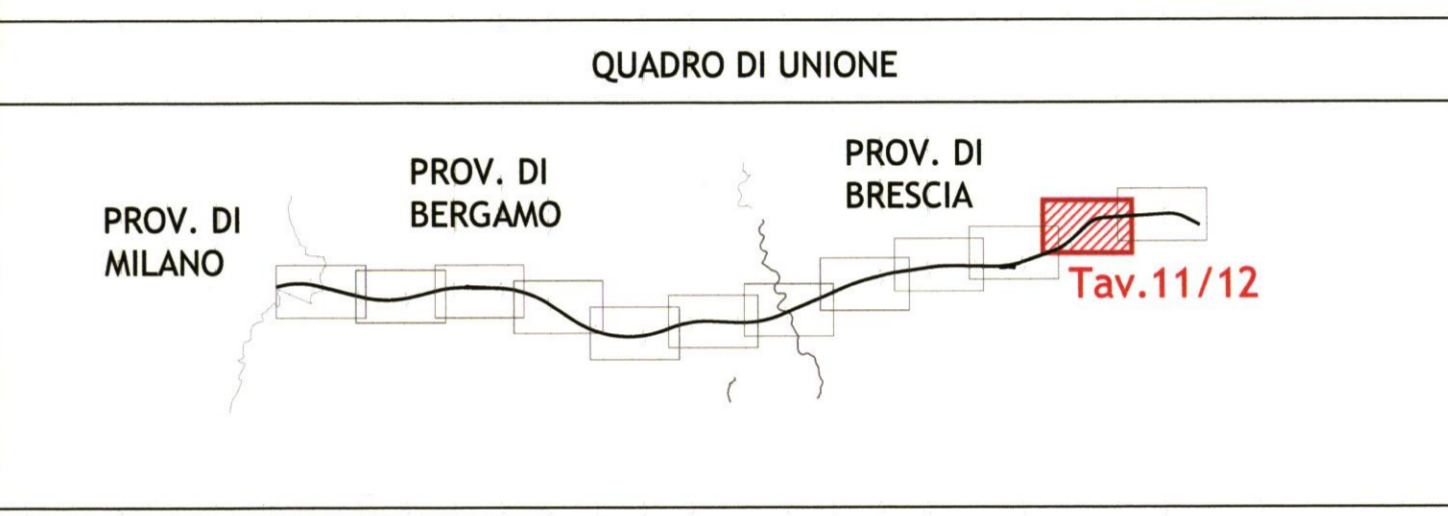 QUADRO DI UNIONE
PROV. DI
MILANO
PROV. DI
BERGAMO
PROV. DI
BRESCIA
Tav.11/12